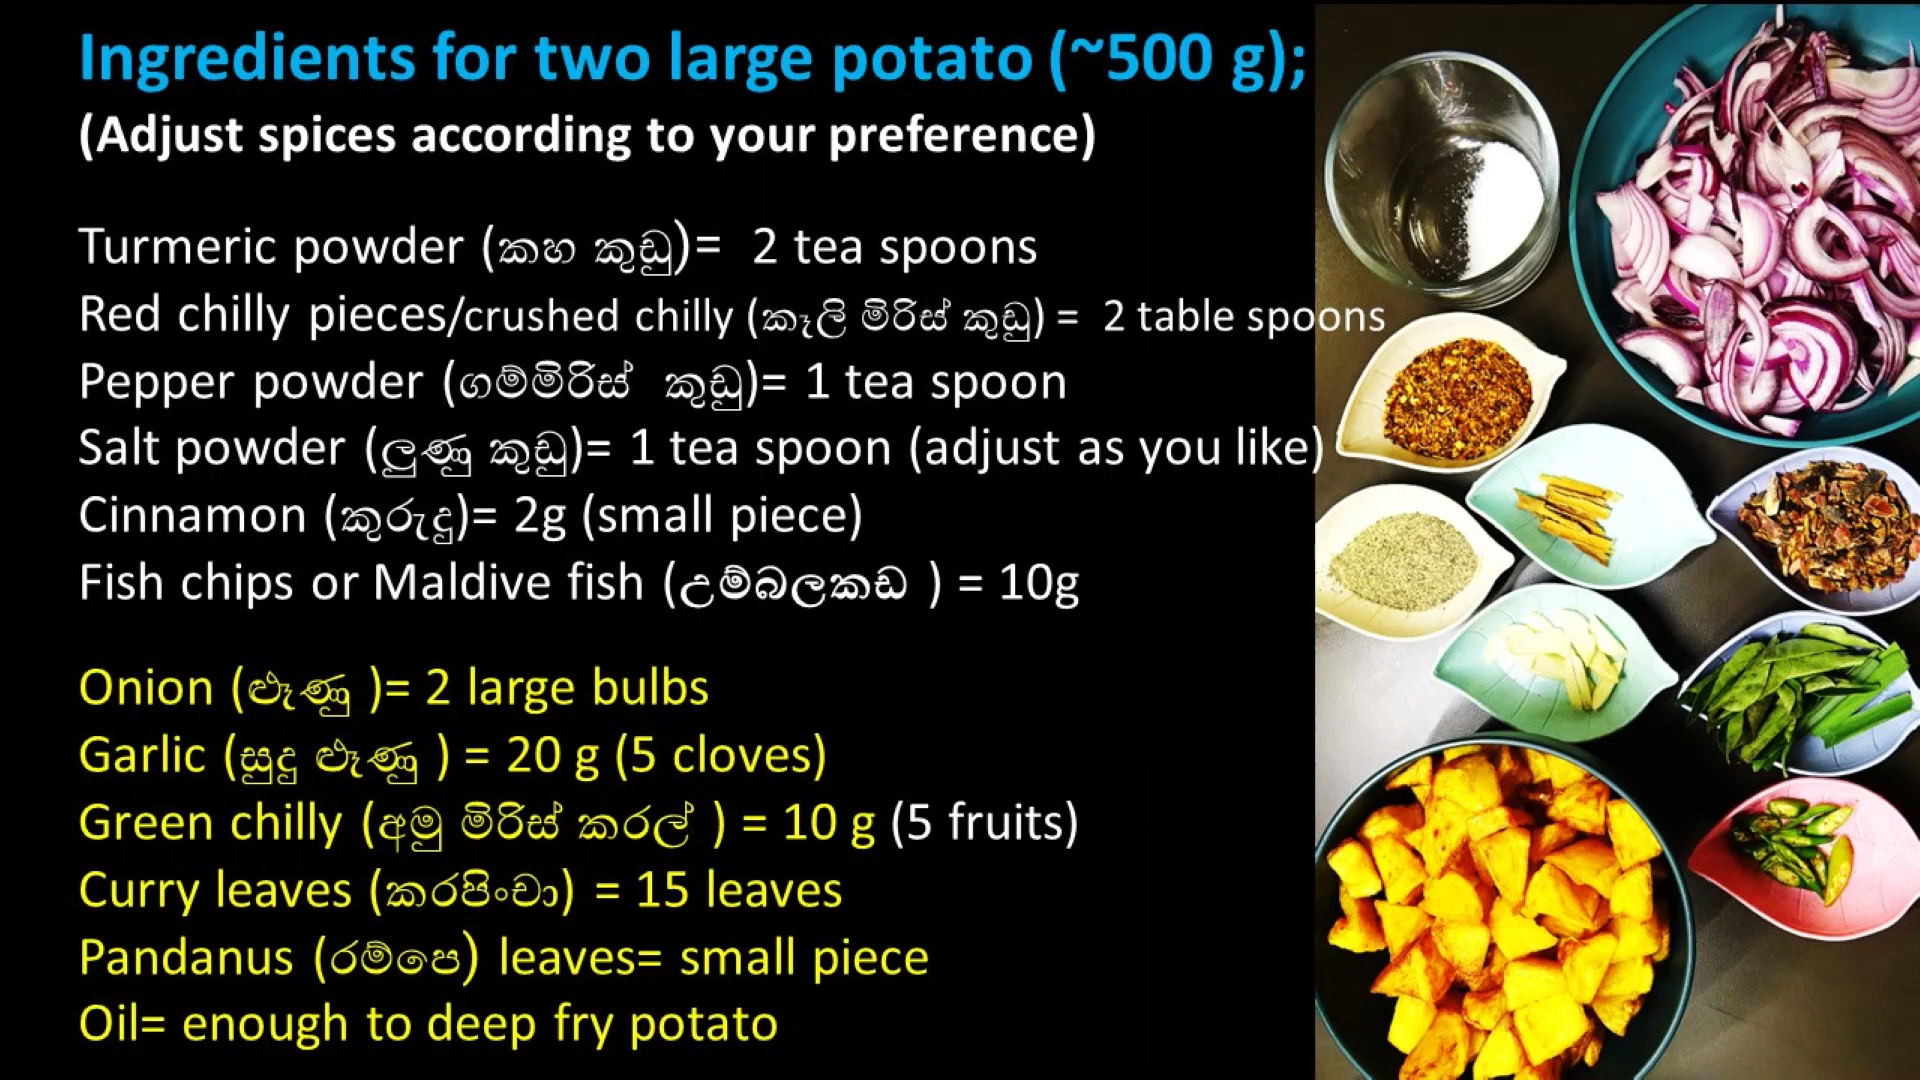 Ingredients for two large potato (~500 g);
(Adjust spices according to your preference)
Turmeric powder (කහ කුඩු)= 2 tea spoons
Red chilly pieces/crushed chilly (කෑලි මිරිස් කුඩු) = 2 table spoons
Pepper powder (ගම්මිරිස් කුඩු)= 1 tea spoon
Salt powder (ලුණු කුඩු)= 1 tea spoon (adjust as you like)
Cinnamon (කුරුදු)= 2g (small piece)
Fish chips or Maldive fish (උම්බලකඩ ) = 10g
Onion (ළූණු )= 2 large bulbs
Garlic (සුදු ළූණු ) = 20 g (5 cloves)
Green chilly (අමු මිරිස් කරල් ) = 10 g (5 fruits)
Curry leaves (කරපිංචා) = 15 leaves
Pandanus (රම්පෙ) leaves= small piece
Oil= enough to deep fry potato